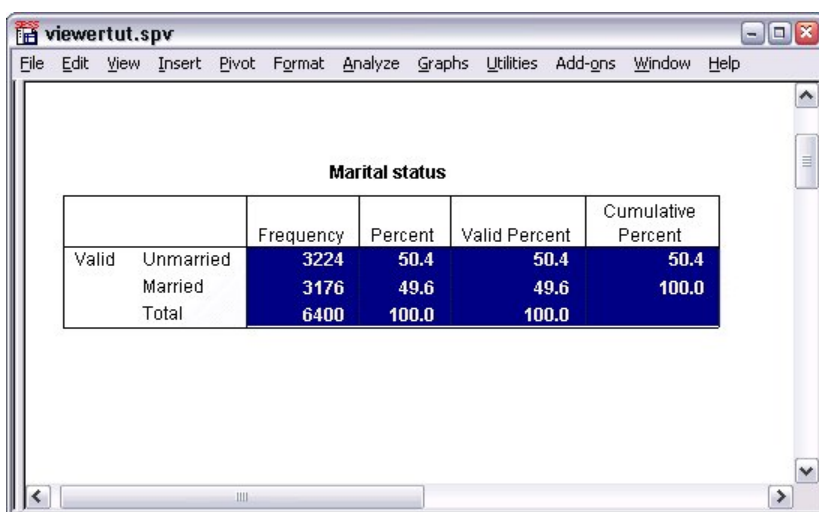 SPSS viewertut.spv
File Edit View Insert Pivot Format Analyze Graphs Utilities Add-ons Window Help
Marital status
Frequency Percent Valid Percent Cumulative Percent
Valid Unmarried 3224 50.4 50.4 50.4
Married 3176 49.6 49.6 100.0
Total 6400 100.0 100.0